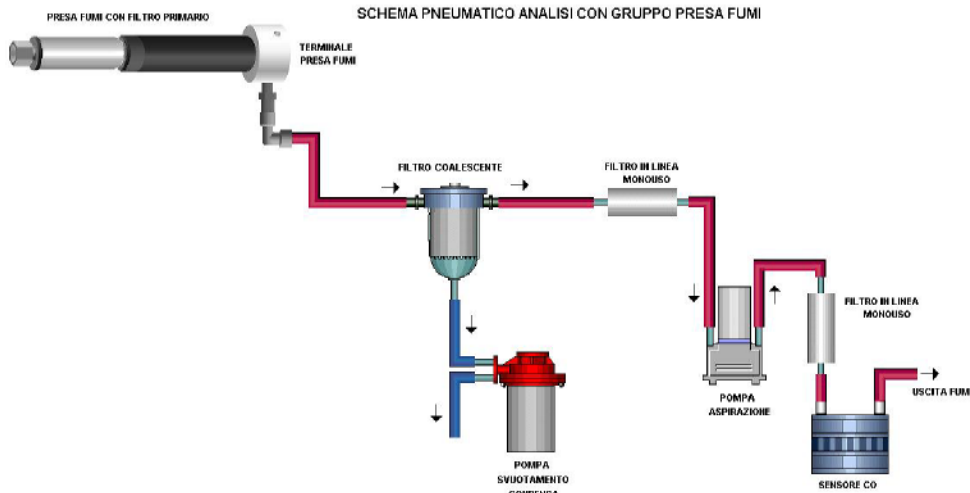 SCHEMA PNEUMATICO ANALISI CON GRUPPO PRESA FUMI
PRESA FUMI CON FILTRO PRIMARIO
TERMINALE
PRESA FUMI
FILTRO COALESCENTE
FILTRO IN LINEA
MONOUSO
FILTRO IN LINEA
MONOUSO
POMPA
ASPIRAZIONE
USCITA FUMI
POMPA
SVUOTAMENTO
CONDENSA
SENSORE CO